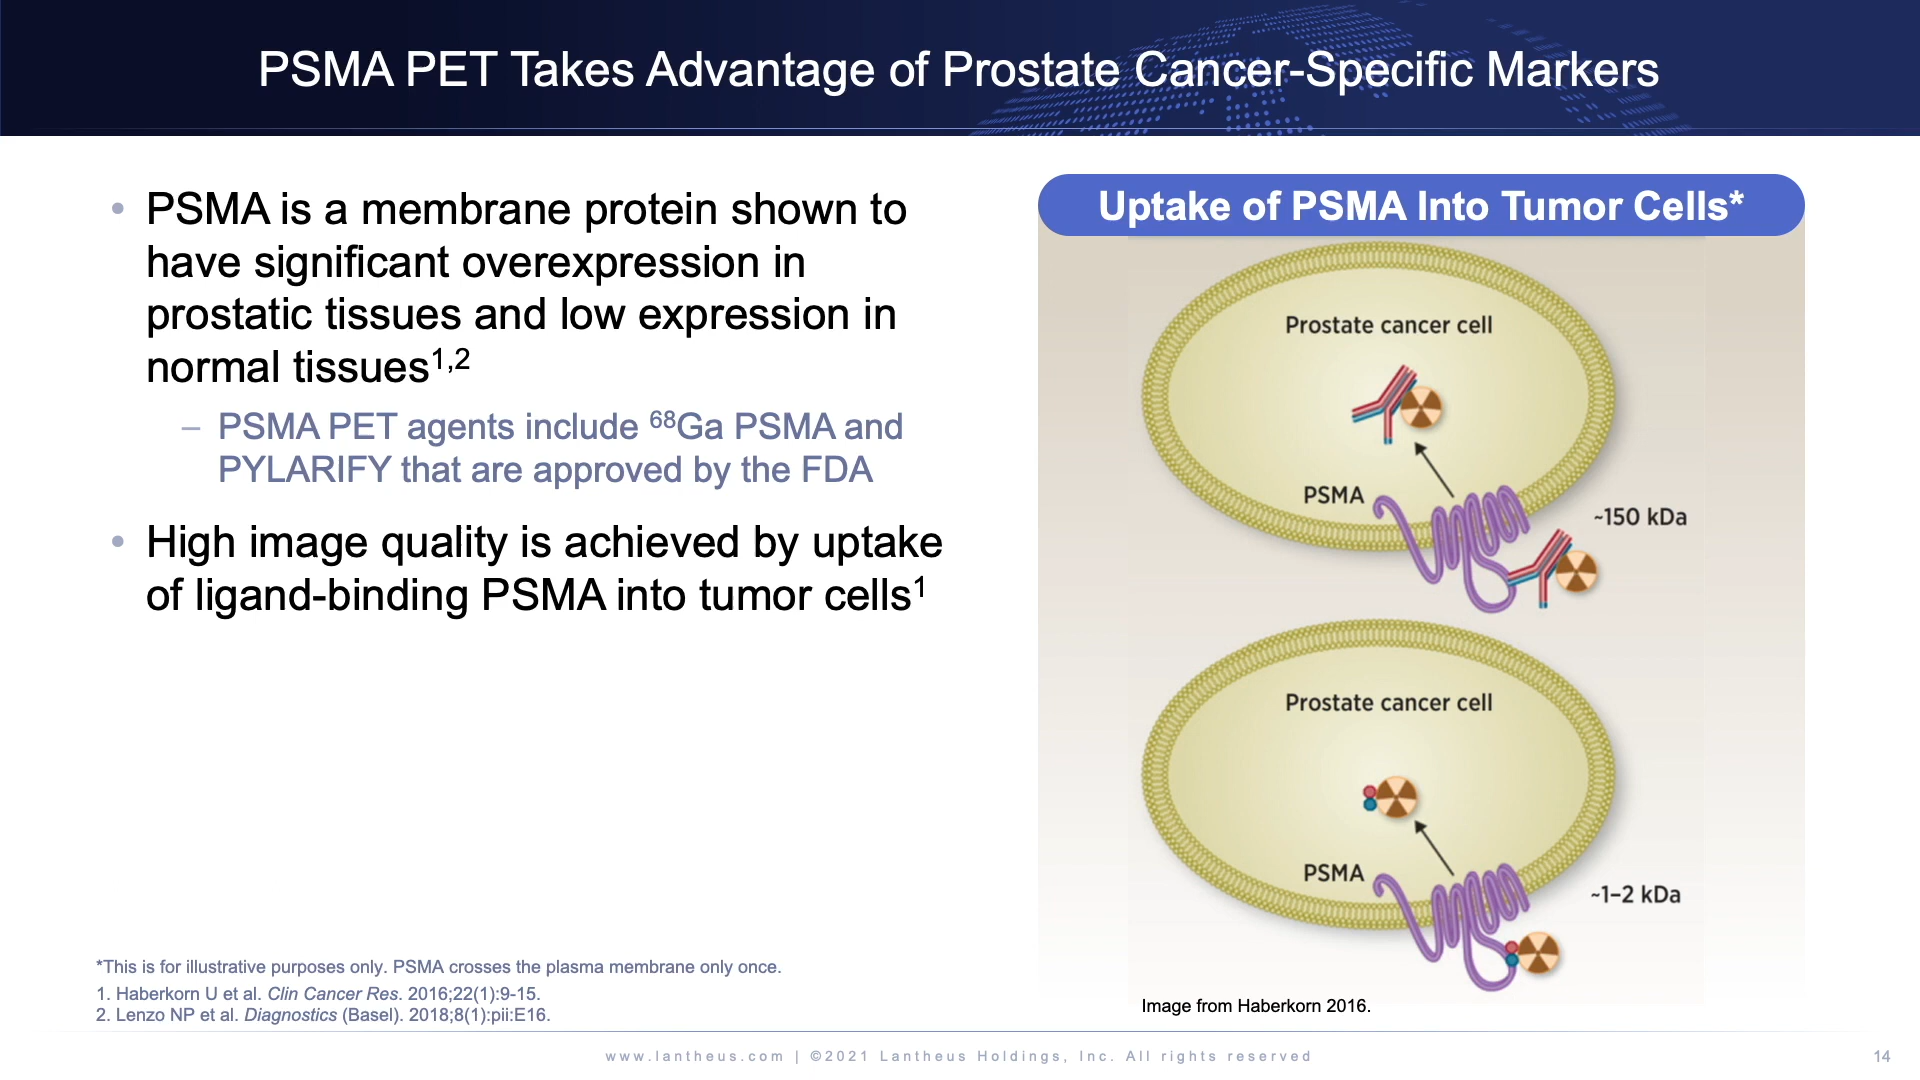 PSMA PET Takes Advantage of Prostate Cancer-Specific Markers
• PSMA is a membrane protein shown to
have significant overexpression in
prostatic tissues and low expression in
normal tissues1,2
– PSMA PET agents include 68Ga PSMA and
PYLARIFY that are approved by the FDA
• High image quality is achieved by uptake
of ligand-binding PSMA into tumor cells1
Uptake of PSMA Into Tumor Cells*
Prostate cancer cell
PSMA
~150 kDa
Prostate cancer cell
PSMA
~1–2 kDa
Image from Haberkorn 2016.
*This is for illustrative purposes only. PSMA crosses the plasma membrane only once.
1. Haberkorn U et al. Clin Cancer Res. 2016;22(1):9-15.
2. Lenzo NP et al. Diagnostics (Basel). 2018;8(1):pii:E16.
www.lantheus.com | ©2021 Lantheus Holdings, Inc. All rights reserved
14